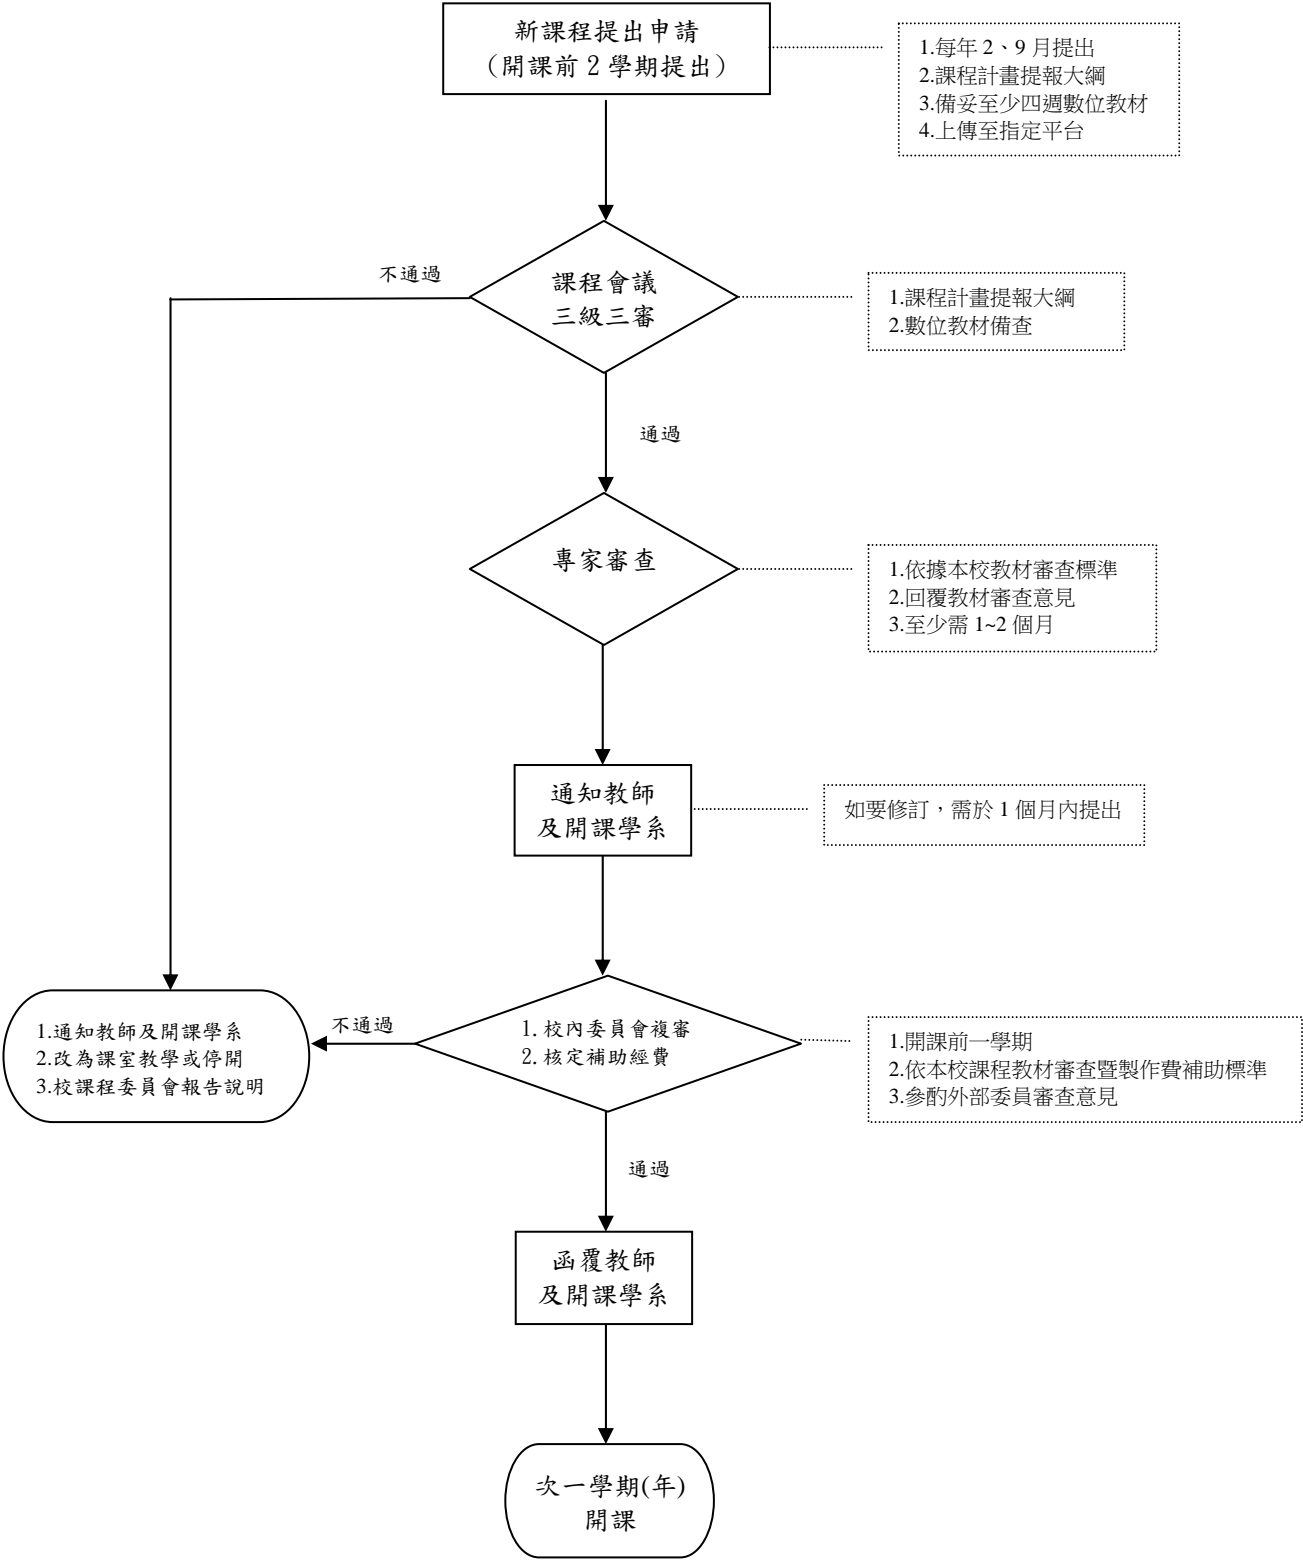 新課程提出申請
（開課前 2 學期提出）
1.每年 2、9 月提出
2.課程計畫提報大綱
3.備妥至少四週數位教材
4.上傳至指定平台
不通過
課程會議
三級三審
1.課程計畫提報大綱
2.數位教材備查
通過
專家審查
1.依據本校教材審查標準
2.回覆教材審查意見
3.至少需 1~2 個月
通知教師
及開課學系
如要修訂，需於 1 個月內提出
1.通知教師及開課學系
2.改為課室教學或停開
3.校課程委員會報告說明
不通過
1. 校內委員會複審
2. 核定補助經費
1.開課前一學期
2.依本校課程教材審查暨製作費補助標準
3.參酌外部委員審查意見
通過
函覆教師
及開課學系
次一學期(年)
開課